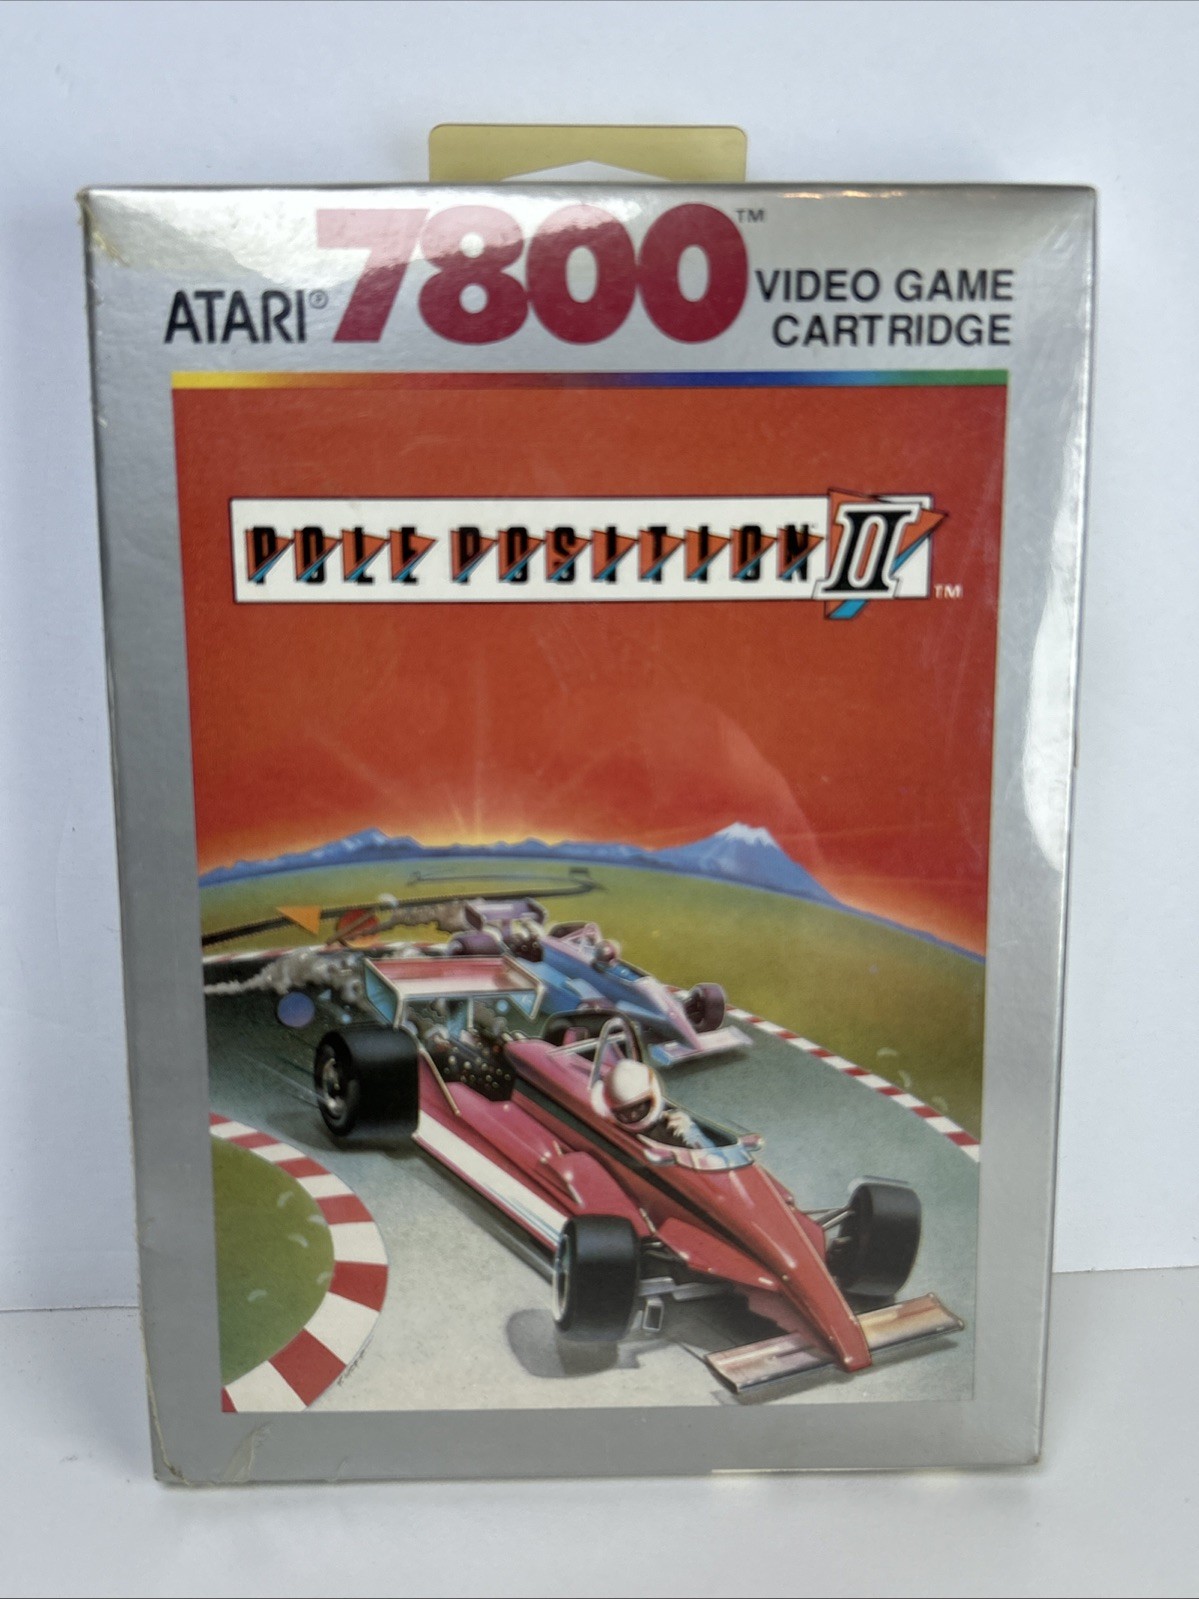 ATARI® 7800™ VIDEO GAME
CARTRIDGE
POLE POSITION II™